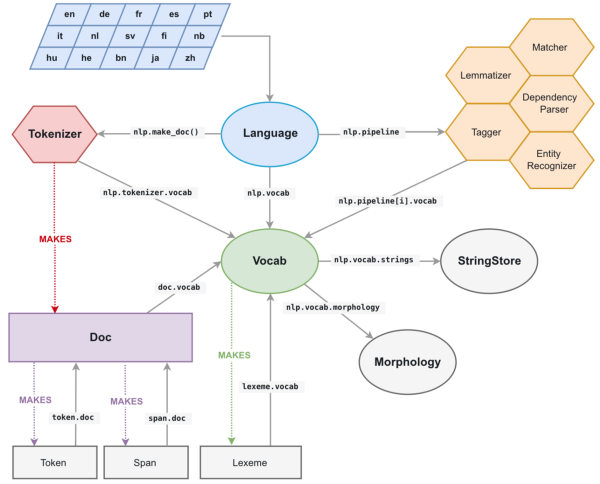 en de fr es pt
it nl sv fi nb
hu he bn ja zh
Matcher
Lemmatizer
Dependency
Parser
Tokenizer
nlp.make_doc()
Language
nlp.pipeline
Tagger
Entity
Recognizer
nlp.tokenizer.vocab
nlp.vocab
nlp.pipeline[i].vocab
MAKES
Vocab
nlp.vocab.strings
StringStore
doc.vocab
nlp.vocab.morphology
Doc
MAKES
Morphology
lexeme.vocab
MAKES
MAKES
token.doc
span.doc
Token
Span
Lexeme